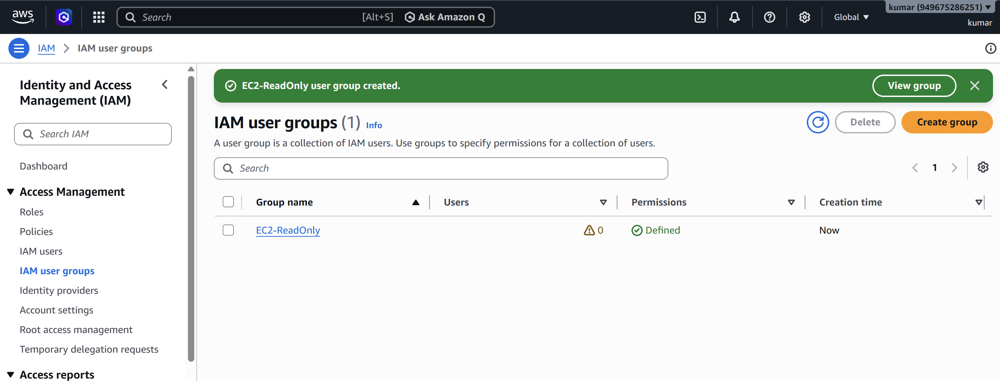 aws
Search
[Alt+S]
Ask Amazon Q
Global
kumar (949675286251)
kumar
IAM
IAM user groups
Identity and Access
Management (IAM)
Search IAM
Dashboard
Access Management
Roles
Policies
IAM users
IAM user groups
Identity providers
Account settings
Root access management
Temporary delegation requests
Access reports
EC2-ReadOnly user group created.
View group
IAM user groups (1) Info
Delete
Create group
A user group is a collection of IAM users. Use groups to specify permissions for a collection of users.
Search
1
Group name Users Permissions Creation time
EC2-ReadOnly 0 Defined Now